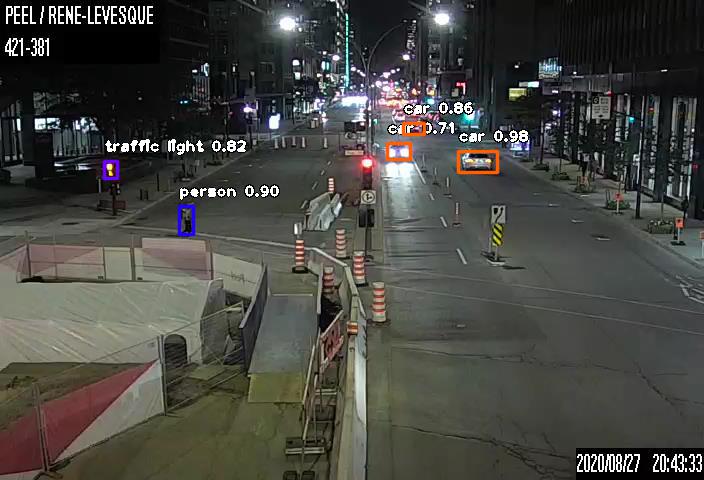 PEEL / RENE-LEVESQUE
421-381
car 0.86
car 0.71
car 0.98
traffic light 0.82
person 0.90
2020/08/27 20:43:33